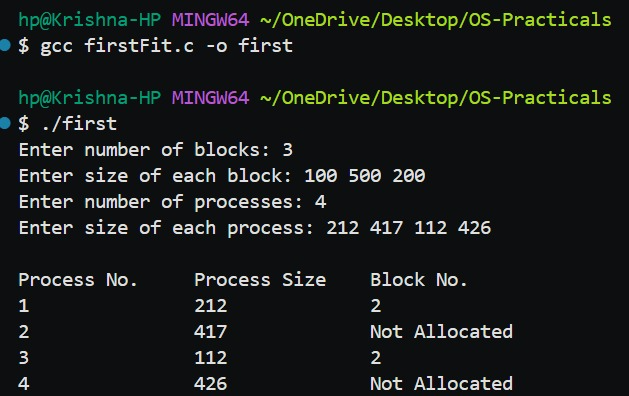 hp@Krishna-HP MINGW64 ~/OneDrive/Desktop/OS-Practicals
$ gcc firstFit.c -o first
hp@Krishna-HP MINGW64 ~/OneDrive/Desktop/OS-Practicals
$ ./first
Enter number of blocks: 3
Enter size of each block: 100 500 200
Enter number of processes: 4
Enter size of each process: 212 417 112 426
Process No. Process Size Block No.
1 212 2
2 417 Not Allocated
3 112 2
4 426 Not Allocated